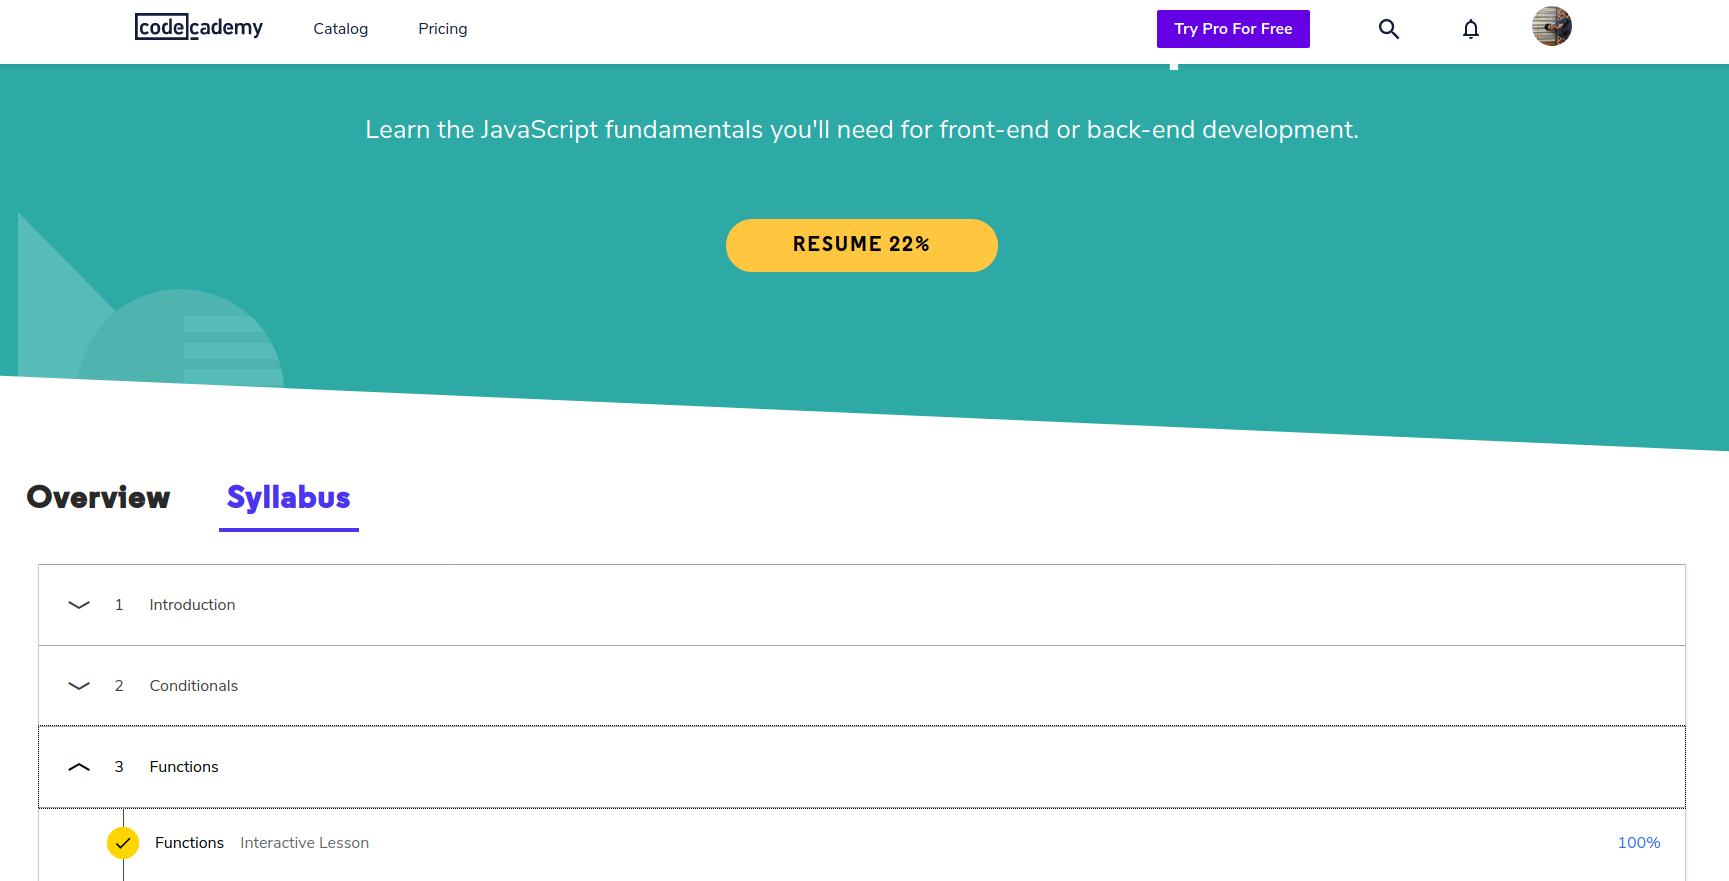 codecademy Catalog Pricing Try Pro For Free
Learn the JavaScript fundamentals you'll need for front-end or back-end development.
RESUME 22%
Overview Syllabus
1 Introduction
2 Conditionals
3 Functions
Functions Interactive Lesson 100%